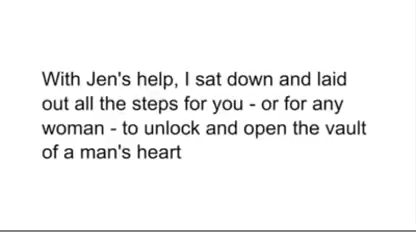 With Jen's help, I sat down and laid
out all the steps for you - or for any
woman - to unlock and open the vault
of a man's heart